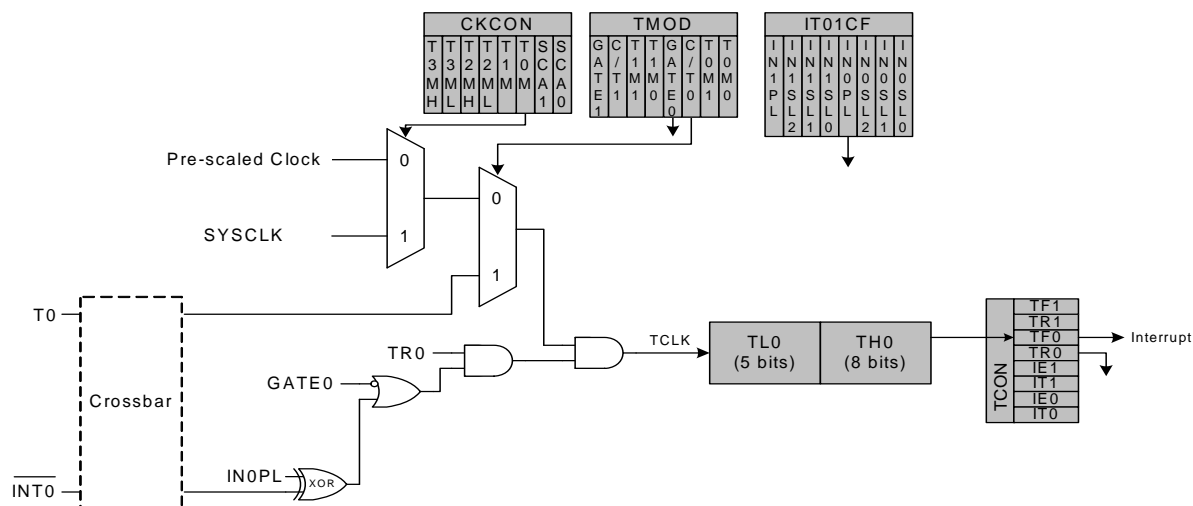 CKCON
T3MH
T3ML
T2MH
T2ML
T1M
T0M
SCA1
SCA0
TMOD
GATE1
C/T1
T1M1
T1M0
GATE0
C/T0
T0M1
T0M0
IT01CF
IN1PL
IN1SL2
IN1SL1
IN1SL0
IN0PL
IN0SL2
IN0SL1
IN0SL0
Pre-scaled Clock
0
SYSCLK
1
0
1
T0
Crossbar
INT0
TR0
GATE0
IN0PL
XOR
TCLK
TL0
(5 bits)
TH0
(8 bits)
TCON
TF1
TR1
TF0
TR0
IE1
IT1
IE0
IT0
Interrupt